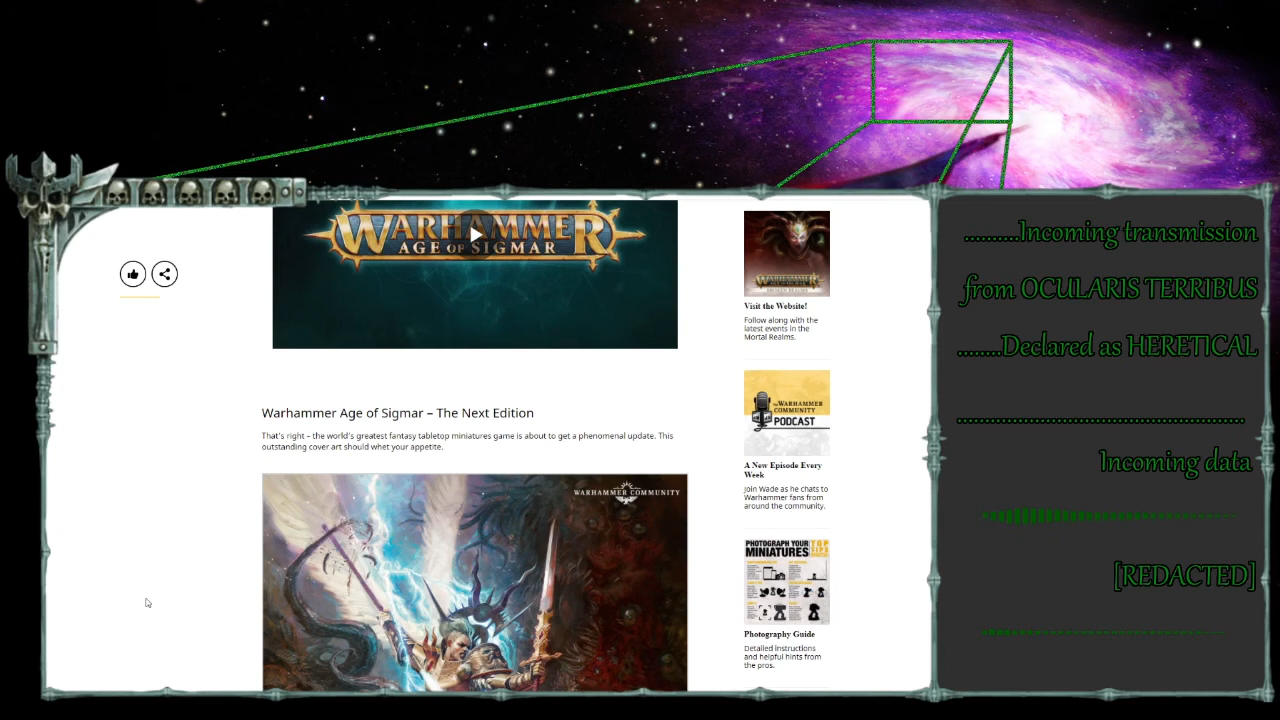 WARHAMMER
AGE OF SIGMAR
Warhammer Age of Sigmar – The Next Edition
That's right – the world's greatest fantasy tabletop miniatures game is about to get a phenomenal update. This
outstanding cover art should whet your appetite.
WARHAMMER COMMUNITY
WARHAMMER
Visit the Website!
Follow along with the
latest events in the
Mortal Realms.
The WARHAMMER
COMMUNITY
PODCAST
A New Episode Every
Week
Join Wade as he chats to
Warhammer fans from
around the community.
PHOTOGRAPH YOUR
MINIATURES
TOP
TIPS
Photography Guide
Detailed instructions
and helpful hints from
the pros.
..........Incoming transmission
from OCULARIS TERRIBUS
........Declared as HERETICAL
....................................................
Incoming data
[REDACTED]